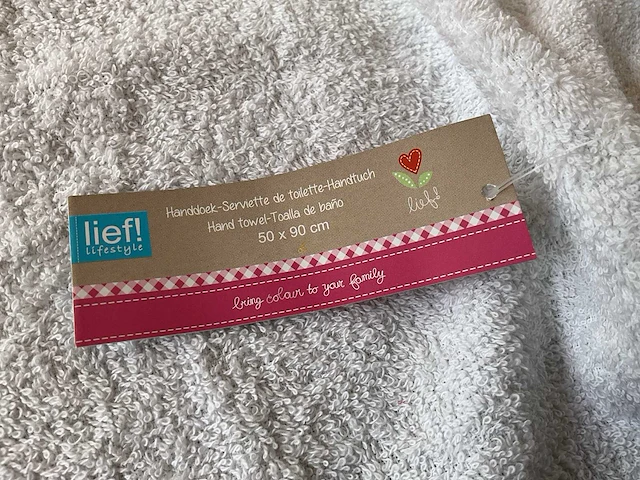 lief!
lifestyle
Handdoek-Serviette de toilette-Handtuch
Hand towel-Toalla de baño
50 x 90 cm
lief!
bring colour to your family